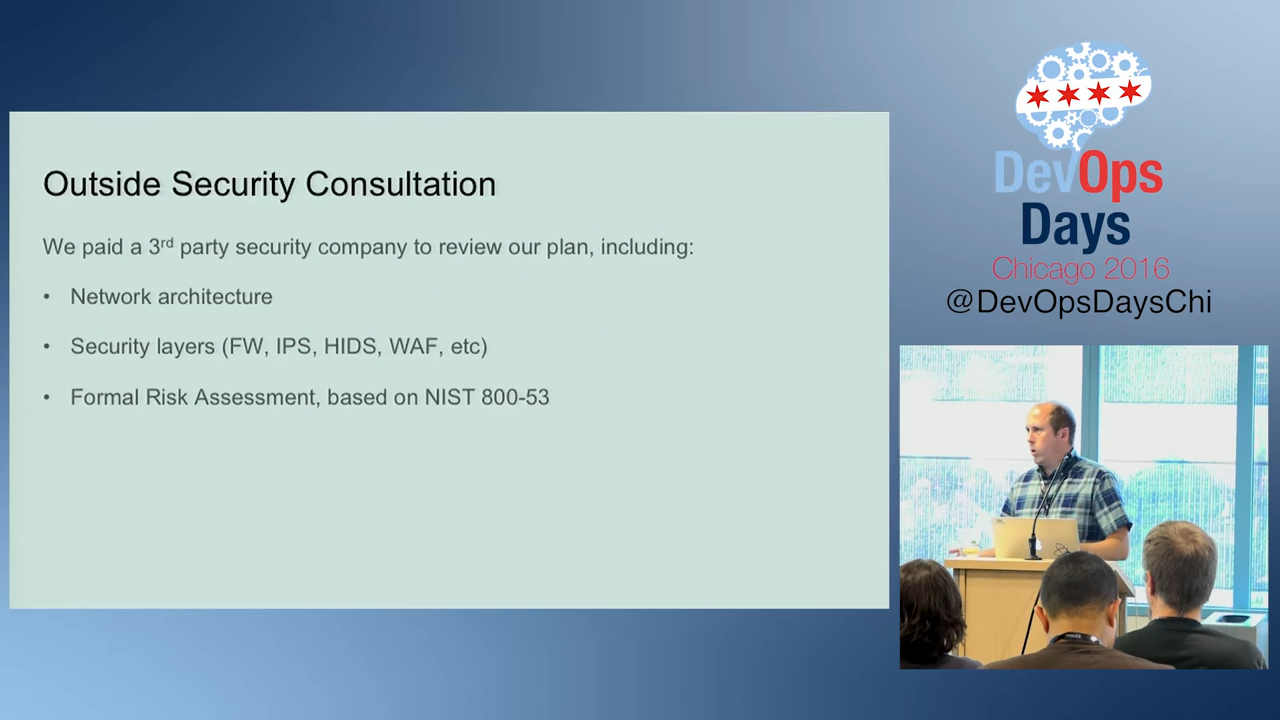 Outside Security Consultation
We paid a 3rd party security company to review our plan, including:
• Network architecture
• Security layers (FW, IPS, HIDS, WAF, etc)
• Formal Risk Assessment, based on NIST 800-53
DevOps
Days
Chicago 2016
@DevOpsDaysChi